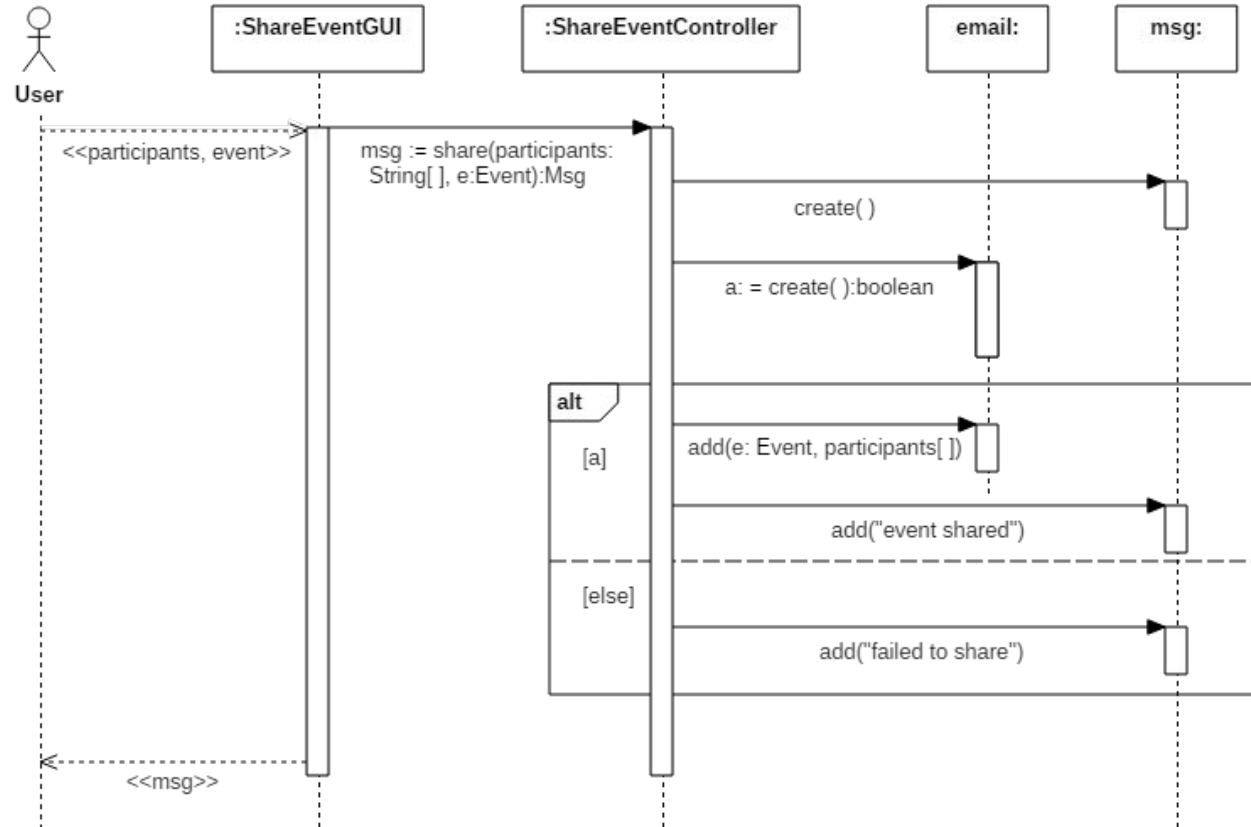 :ShareEventGUI
:ShareEventController
email:
msg:
User
<<participants, event>>
msg := share(participants:
String[ ], e:Event):Msg
create( )
a: = create( ):boolean
alt
[a]
add(e: Event, participants[ ])
add("event shared")
[else]
add("failed to share")
<<msg>>